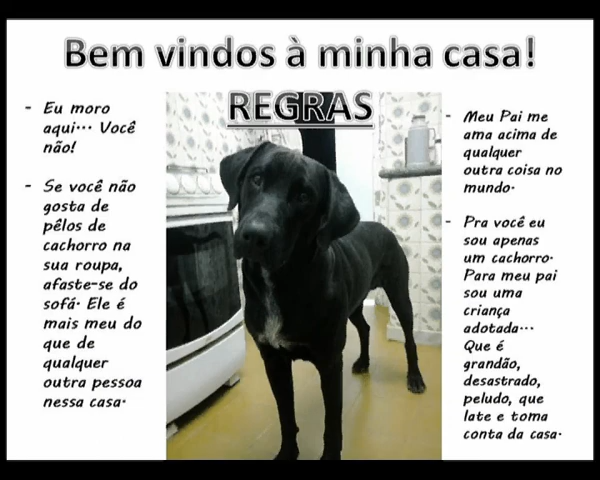 Bem vindos à minha casa!
REGRAS
- Eu moro
aqui... Você
não!
- Se você não
gosta de
pêlos de
cachorro na
sua roupa,
afaste-se do
sofá. Ele é
mais meu do
que de
qualquer
outra pessoa
nessa casa.
- Meu Pai me
ama acima de
qualquer
outra coisa no
mundo.
- Pra você eu
sou apenas
um cachorro.
Para meu pai
sou uma
criança
adotada...
Que é
grandão,
desastrado,
peludo, que
late e toma
conta da casa.